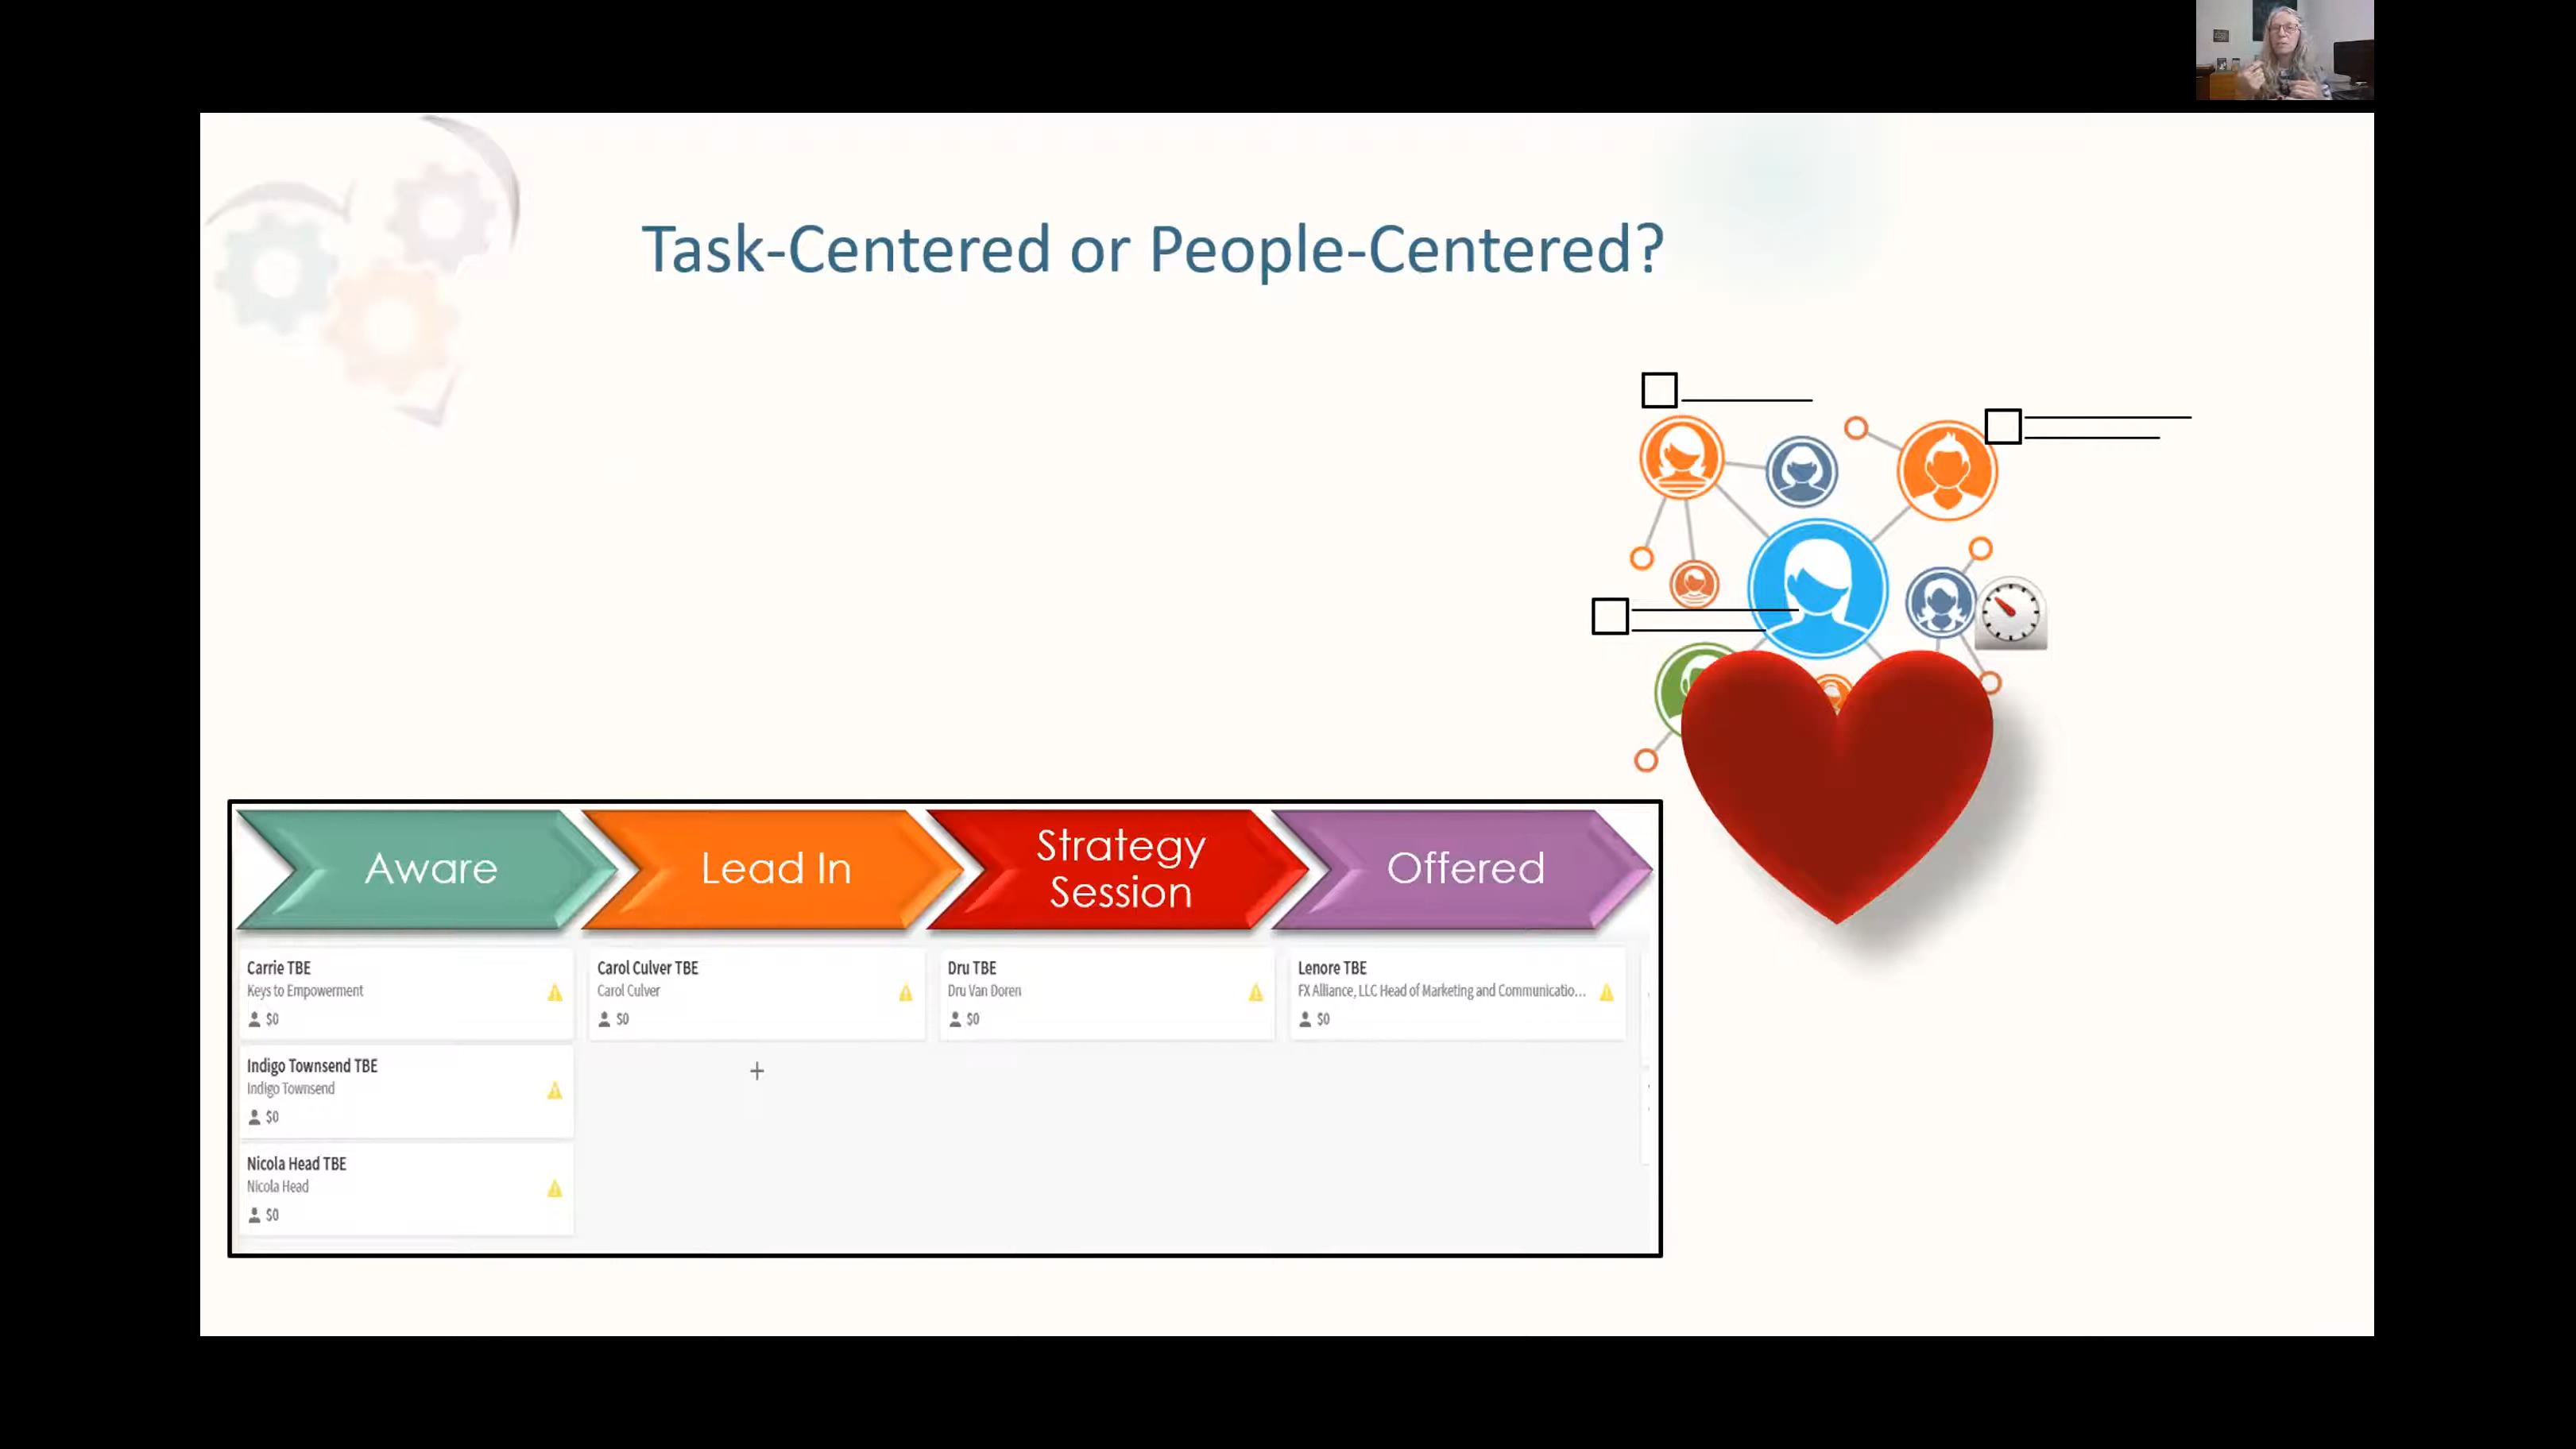 Task-Centered or People-Centered?
Aware
Lead In
Strategy
Session
Offered
Carrie TBE
Keys to Empowerment
$0
Indigo Townsend TBE
Indigo Townsend
$0
Nicola Head TBE
Nicola Head
$0
Carol Culver TBE
Carol Culver
$0
Dru TBE
Dru Van Doren
$0
Lenore TBE
FX Alliance, LLC Head of Marketing and Communicatio...
$0